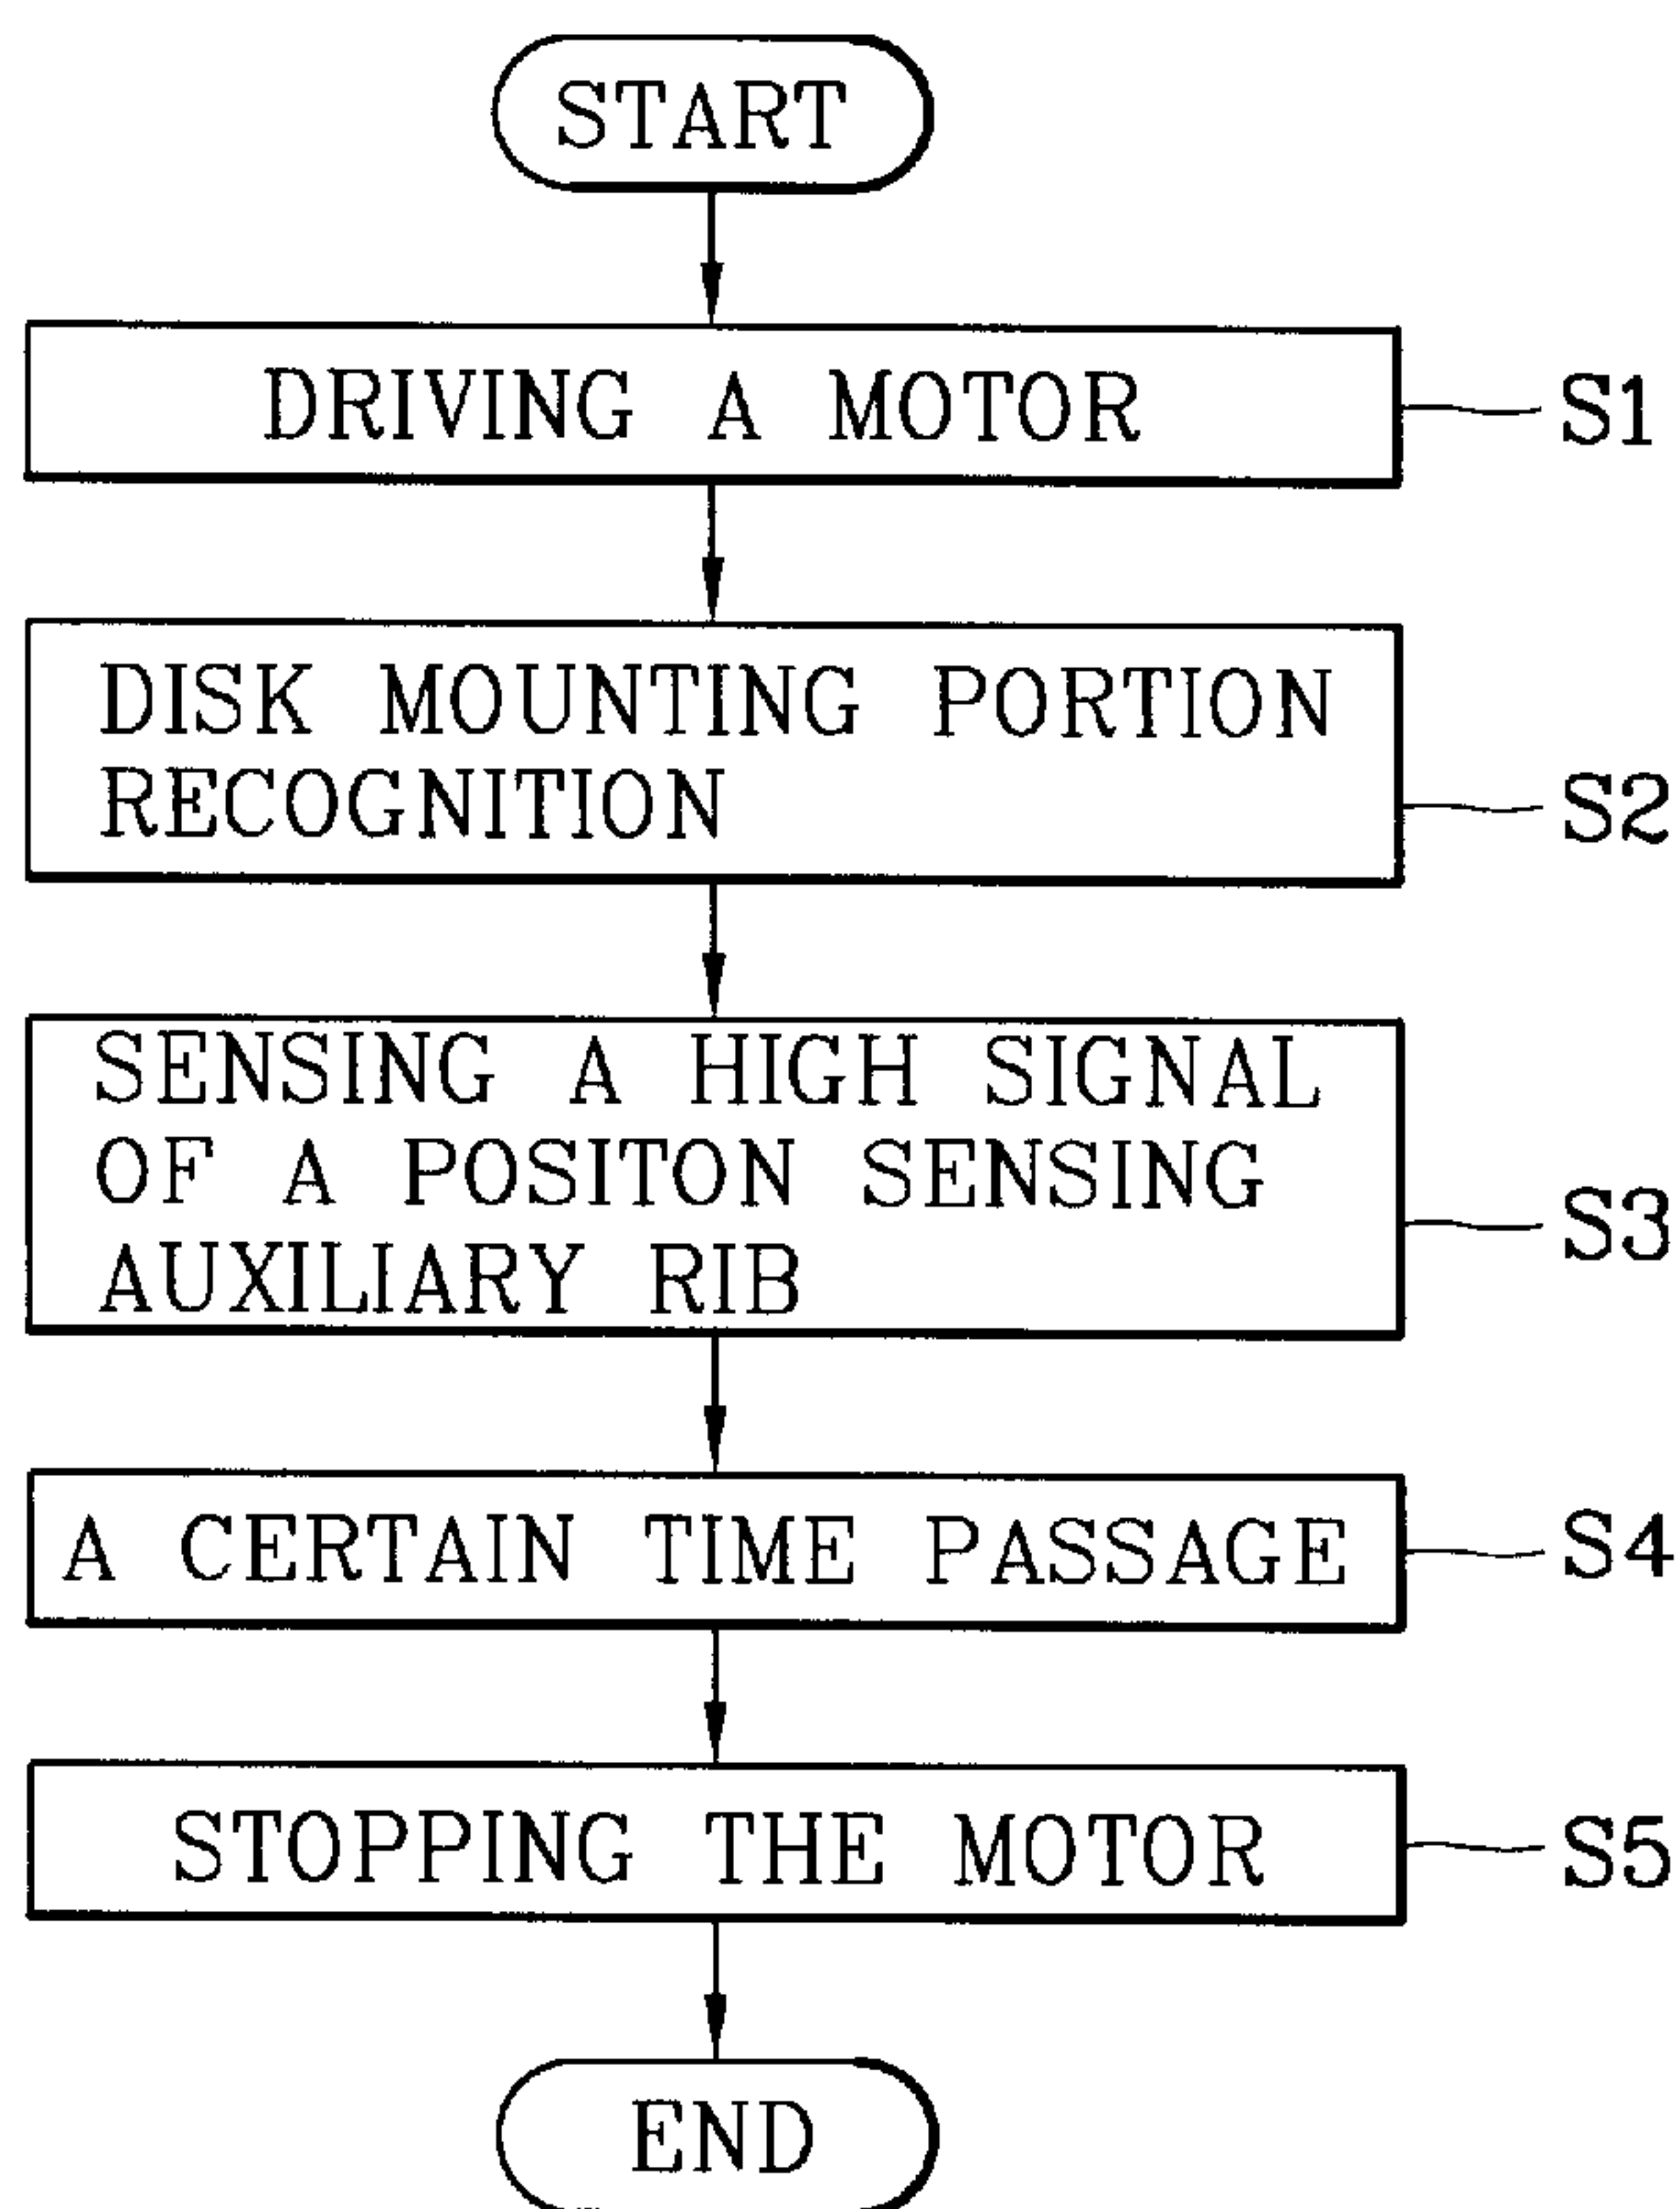 START
DRIVING A MOTOR
S1
DISK MOUNTING PORTION
RECOGNITION
S2
SENSING A HIGH SIGNAL
OF A POSITON SENSING
AUXILIARY RIB
S3
A CERTAIN TIME PASSAGE
S4
STOPPING THE MOTOR
S5
END